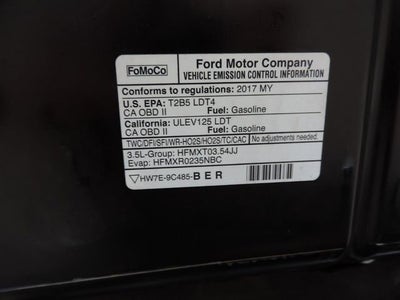 FoMoCo
Ford Motor Company
VEHICLE EMISSION CONTROL INFORMATION
Conforms to regulations: 2017 MY
U.S. EPA: T2B5 LDT4
CA OBD II Fuel: Gasoline
California: ULEV125 LDT
CA OBD II Fuel: Gasoline
TWC/DFI/SFI/WR-HO2S/HO2S/TC/CAC No adjustments needed.
3.5L-Group: HFMXT03.54JJ
Evap: HFMXR0235NBC
HW7E-9C485-BER